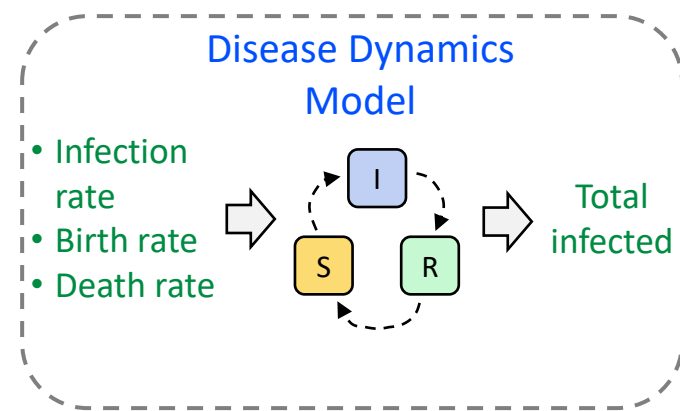 Disease Dynamics
Model
• Infection
rate
• Birth rate
• Death rate
I
S
R
Total
infected